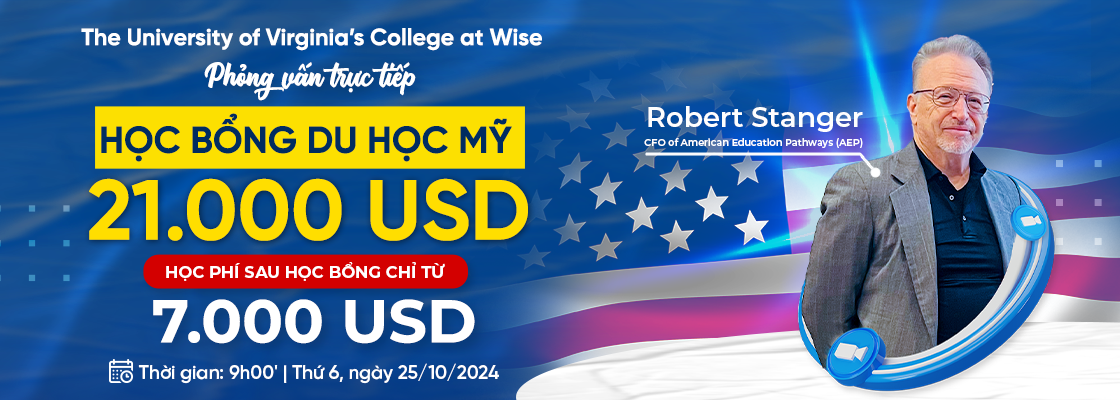 The University of Virginia's College at Wise
Phỏng vấn trực tiếp
HỌC BỔNG DU HỌC MỸ
21.000 USD
HỌC PHÍ SAU HỌC BỔNG CHỈ TỪ
7.000 USD
Thời gian: 9h00' | Thứ 6, ngày 25/10/2024
Robert Stanger
CFO of American Education Pathways (AEP)